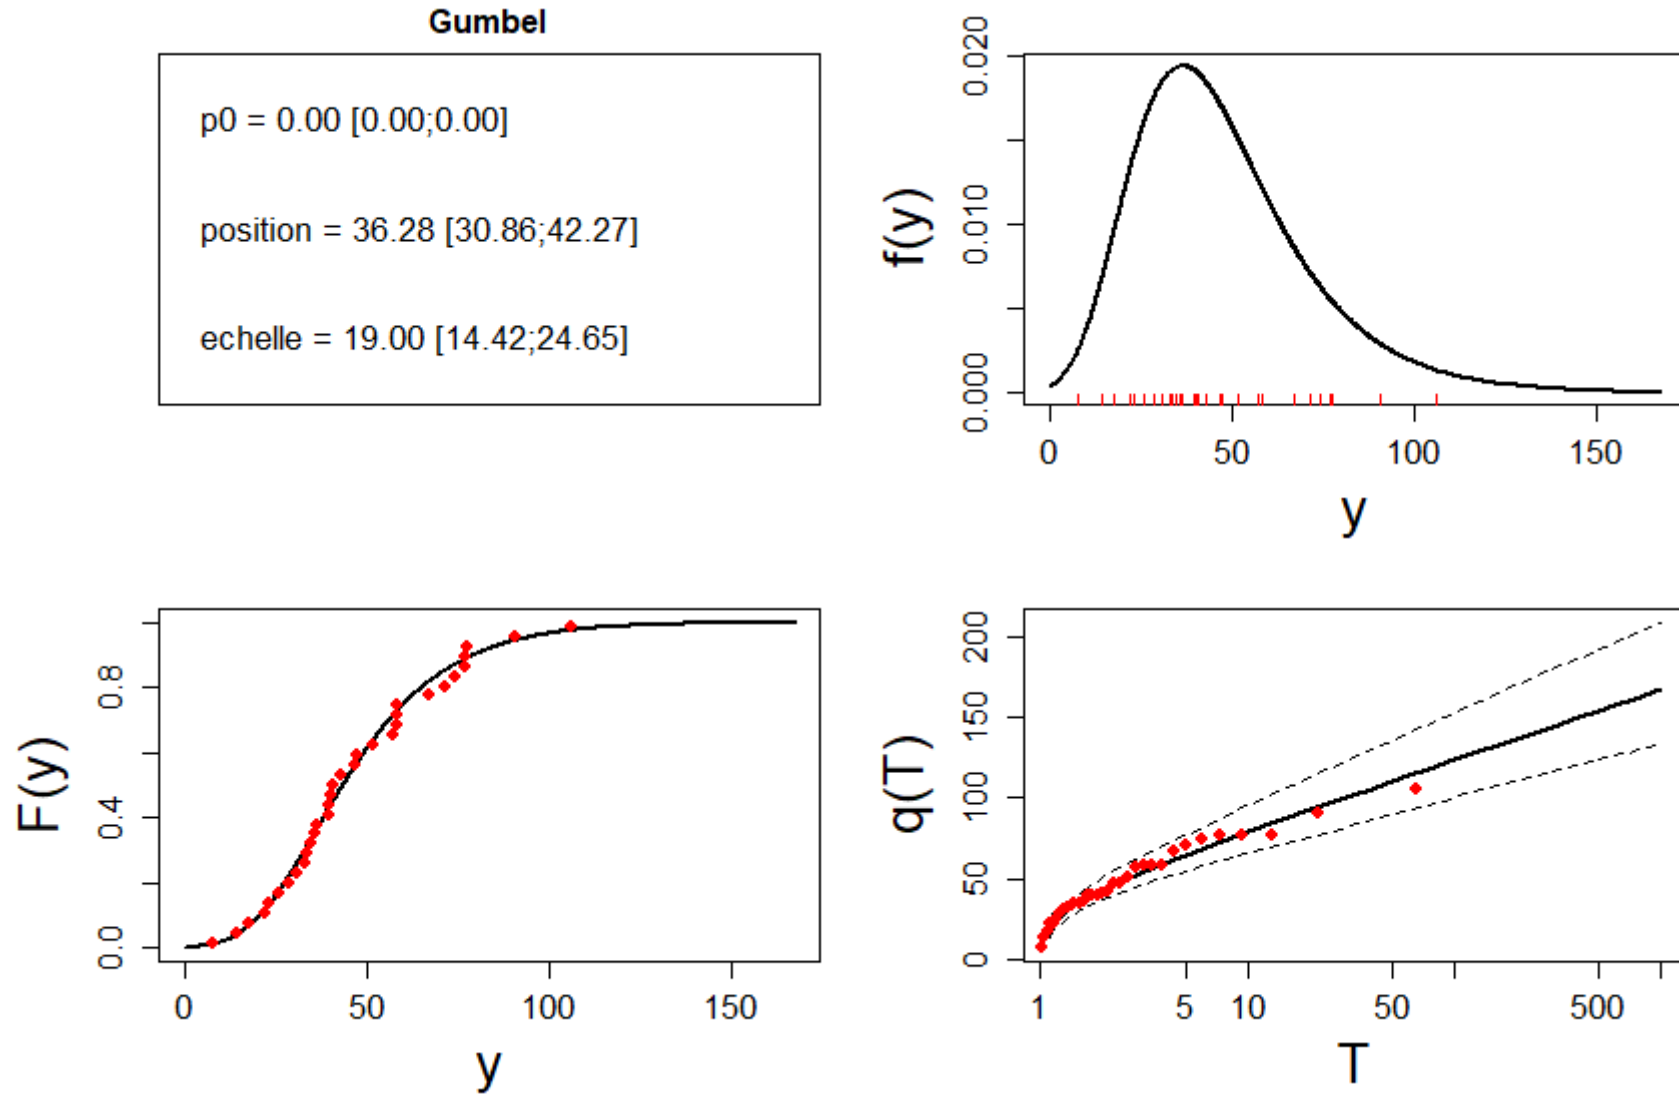 Gumbel
p0 = 0.00 [0.00;0.00]
position = 36.28 [30.86;42.27]
echelle = 19.00 [14.42;24.65]
f(y)
0.000 0.010 0.020
0 50 100 150
y
F(y)
0.0 0.4 0.8
0 50 100 150
y
q(T)
0 50 100 150 200
1 5 10 50 500
T